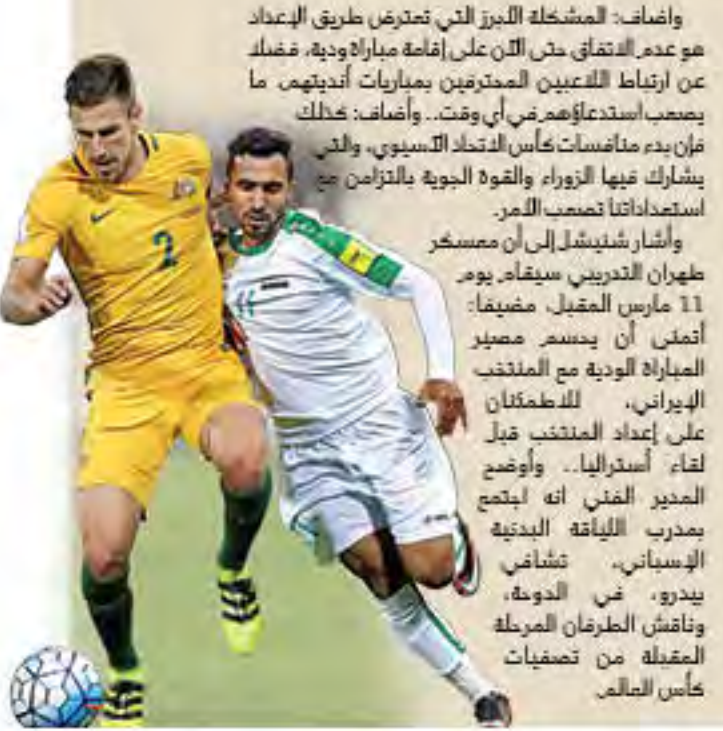 واضاف: المشكلة الأبرز التي تعترض طريق الإعداد
هو عدم الاتفاق حتى الآن على إقامة مباراة ودية، فضلا
عن ارتباط اللاعبين المحترفين بمباريات أنديتهم، ما
يصعب استدعاؤهم في أي وقت.. وأضاف: كذلك
فإن بدء منافسات كأس الاتحاد الآسيوي، والتي
يشارك فيها الزوراء والقوة الجوية بالتزامن مع
استعداداتنا تصعب الأمر.
وأشار شنيشل إلى أن معسكر
طهران التدريبي سيقام يوم
11 مارس المقبل، مضيفا:
أتمنى أن يحسم مصير
المباراة الودية مع المنتخب
الإيراني، للاطمئنان
على إعداد المنتخب قبل
لقاء أستراليا.. وأوضح
المدير الفني انه اجتمع
بمدرب اللياقة البدنية
الإسباني، تشافي
بيدرو، في الدوحة،
وناقش الطرفان المرحلة
المقبلة من تصفيات
كأس العالم.
2
11